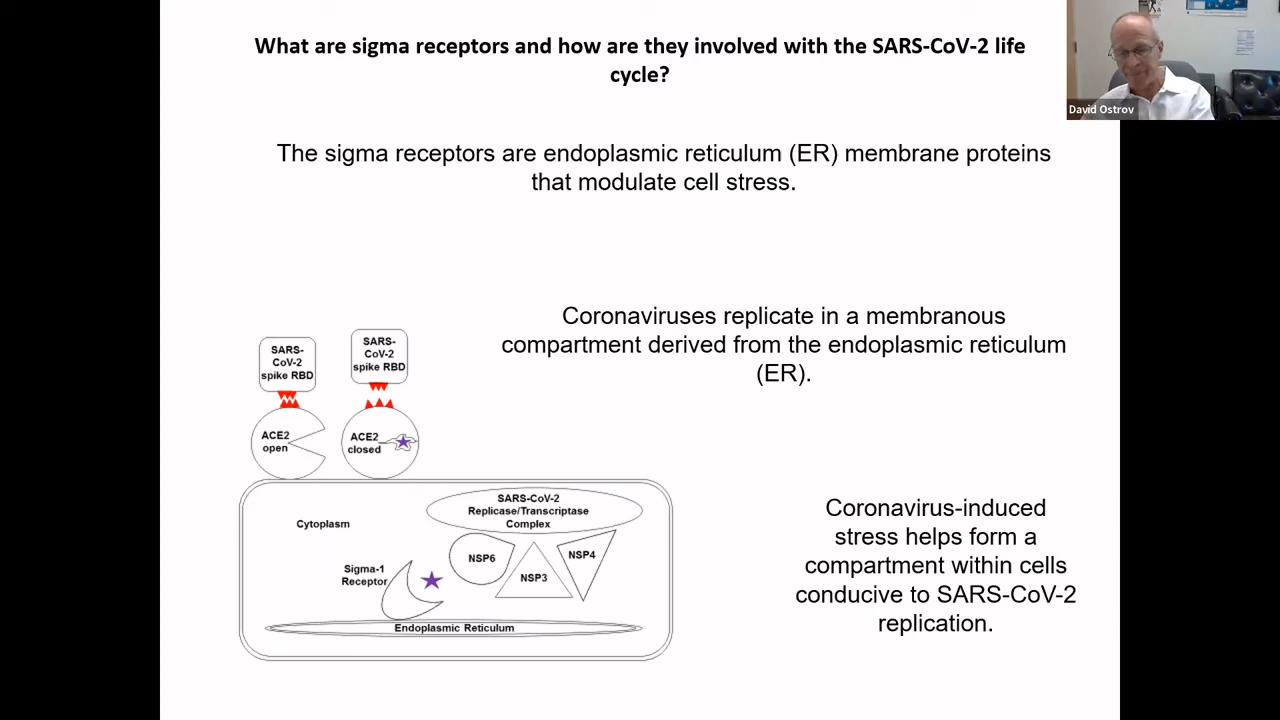 What are sigma receptors and how are they involved with the SARS-CoV-2 life
cycle?
David Ostrov
The sigma receptors are endoplasmic reticulum (ER) membrane proteins
that modulate cell stress.
Coronaviruses replicate in a membranous
compartment derived from the endoplasmic reticulum
(ER).
SARS-
CoV-2
spike RBD
SARS-
CoV-2
spike RBD
ACE2
open
ACE2
closed
Cytoplasm
SARS-CoV-2
Replicase/Transcriptase
Complex
NSP6
NSP3
NSP4
Sigma-1
Receptor
Endoplasmic Reticulum
Coronavirus-induced
stress helps form a
compartment within cells
conducive to SARS-CoV-2
replication.